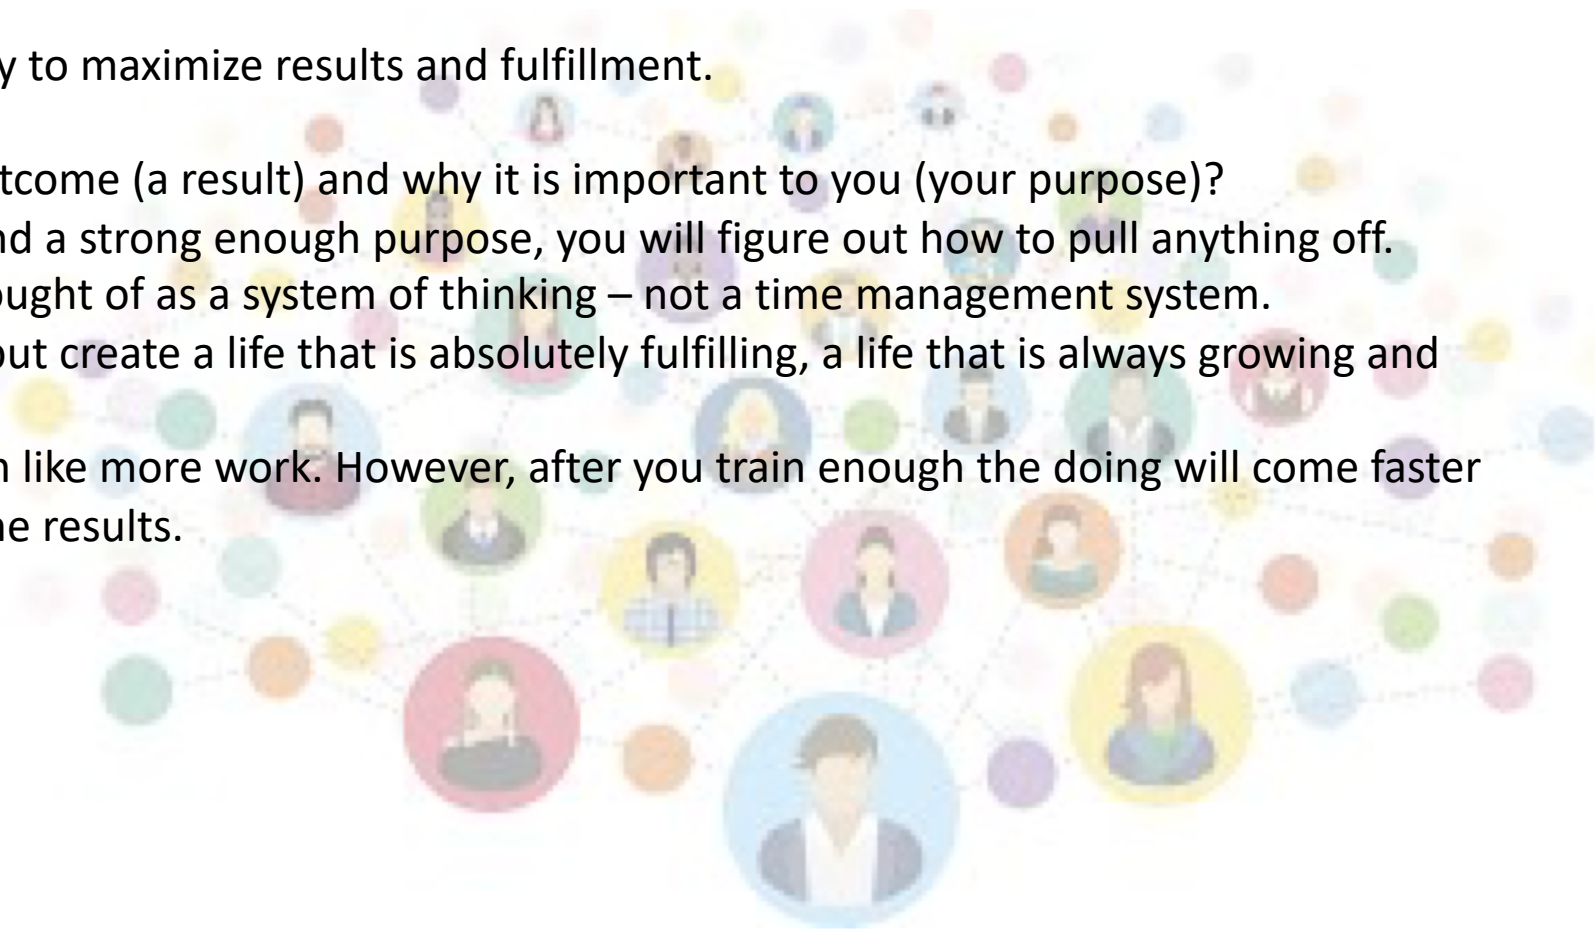 y to maximize results and fulfillment.
tcome (a result) and why it is important to you (your purpose)?
nd a strong enough purpose, you will figure out how to pull anything off.
ought of as a system of thinking – not a time management system.
but create a life that is absolutely fulfilling, a life that is always growing and
n like more work. However, after you train enough the doing will come faster
ne results.